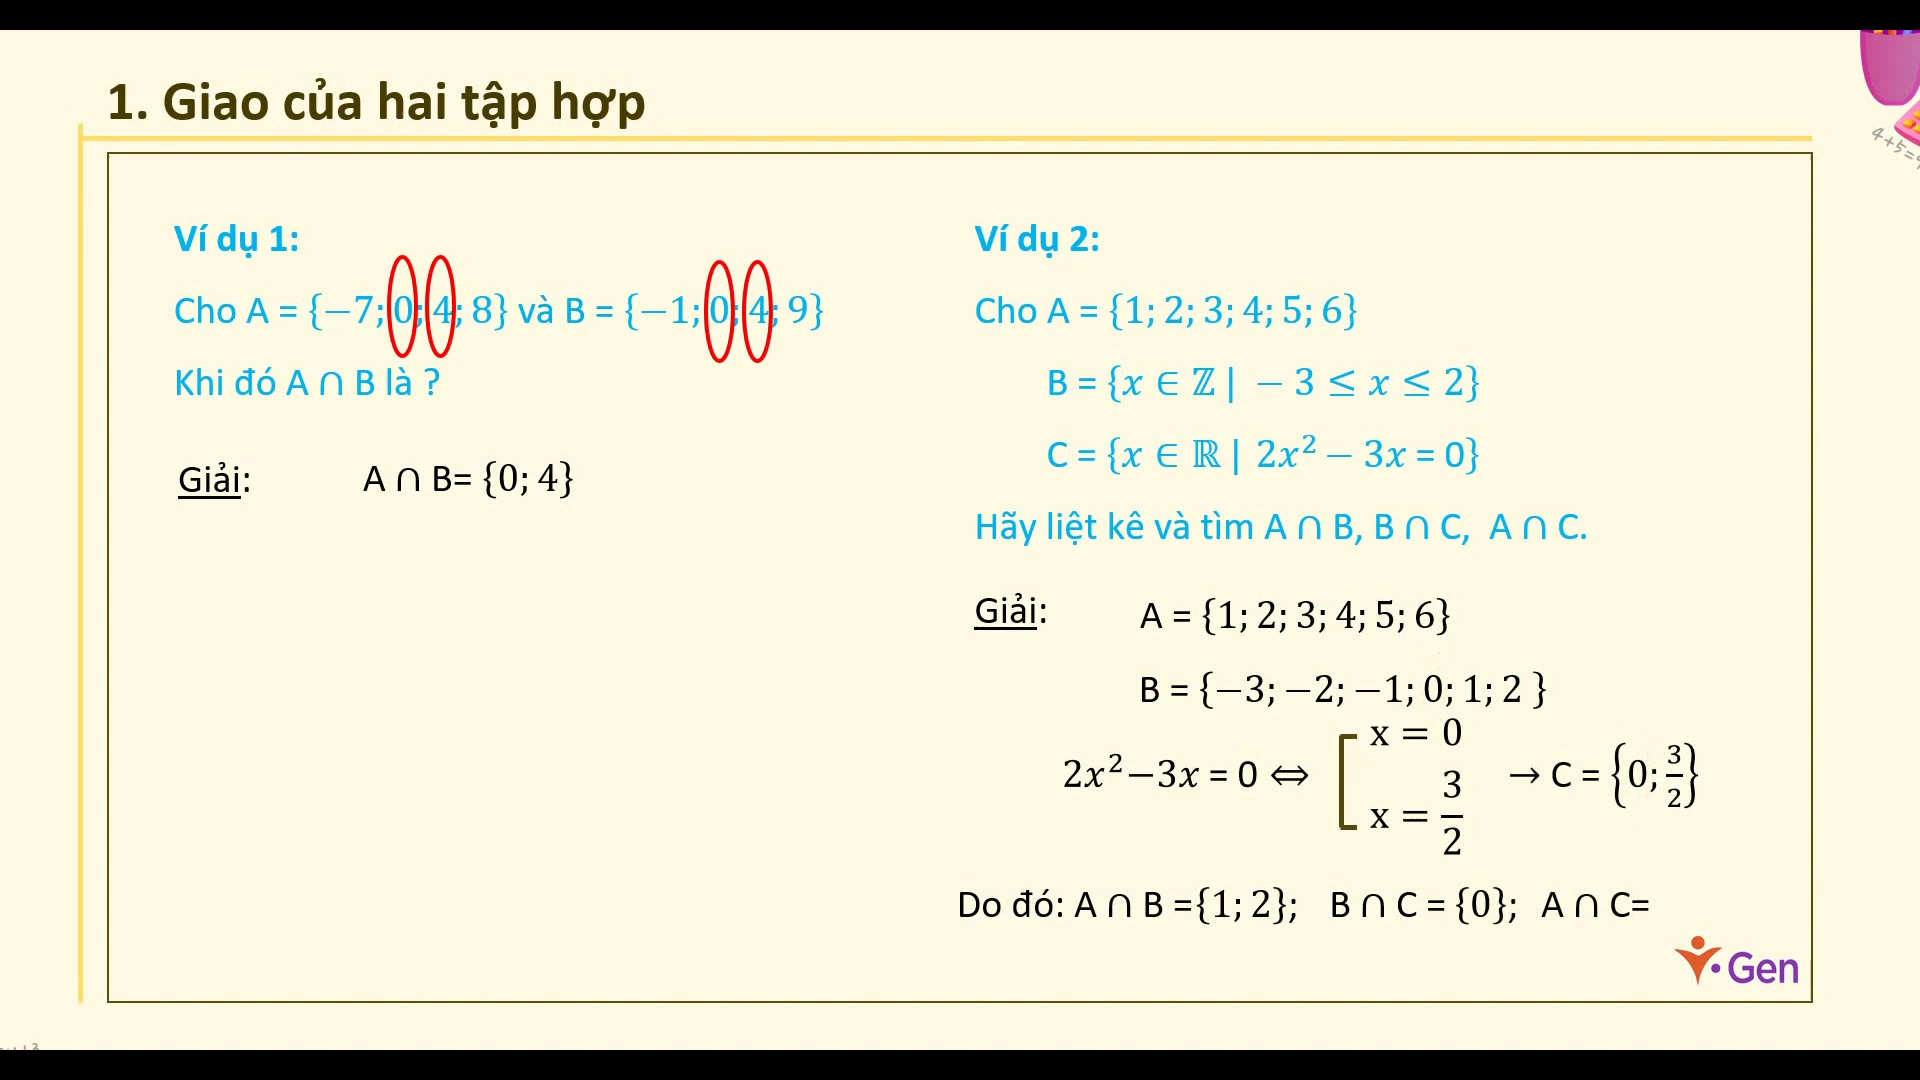 1. Giao của hai tập hợp
4+5=
Ví dụ 1:
Cho A = {−7; 0; 4; 8} và B = {−1; 0; 4; 9}
Khi đó A ∩ B là ?
Giải: A ∩ B= {0; 4}
Ví dụ 2:
Cho A = {1; 2; 3; 4; 5; 6}
B = {x ∈ ℤ | − 3 ≤ x ≤ 2}
C = {x ∈ ℝ | 2x² − 3x = 0}
Hãy liệt kê và tìm A ∩ B, B ∩ C, A ∩ C.
Giải: A = {1; 2; 3; 4; 5; 6}
B = {−3; −2; −1; 0; 1; 2 }
2x²−3x = 0 ⇔ [ x = 0 x = 3/2 → C = {0; 3/2}
Do đó: A ∩ B ={1; 2}; B ∩ C = {0}; A ∩ C=
Gen